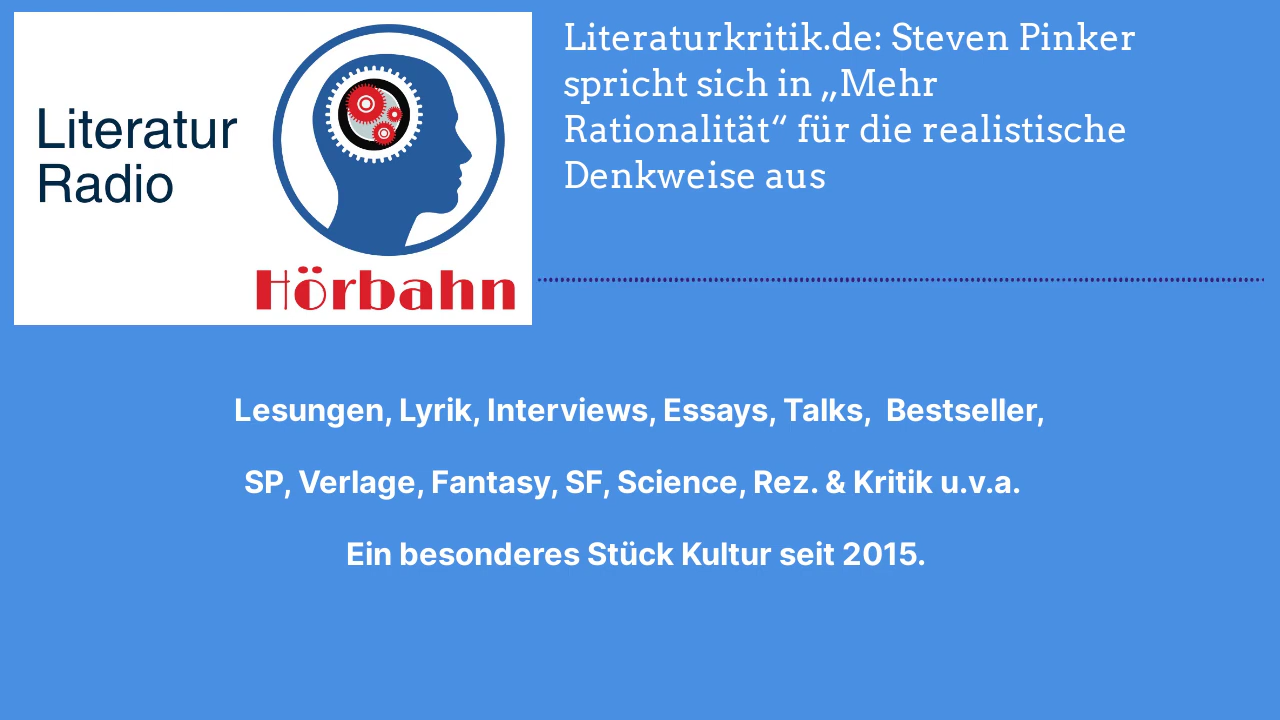 Literatur
Radio
Hörbahn
Literaturkritik.de: Steven Pinker
spricht sich in „Mehr
Rationalität“ für die realistische
Denkweise aus
Lesungen, Lyrik, Interviews, Essays, Talks,  Bestseller,
SP, Verlage, Fantasy, SF, Science, Rez. & Kritik u.v.a.
Ein besonderes Stück Kultur seit 2015.